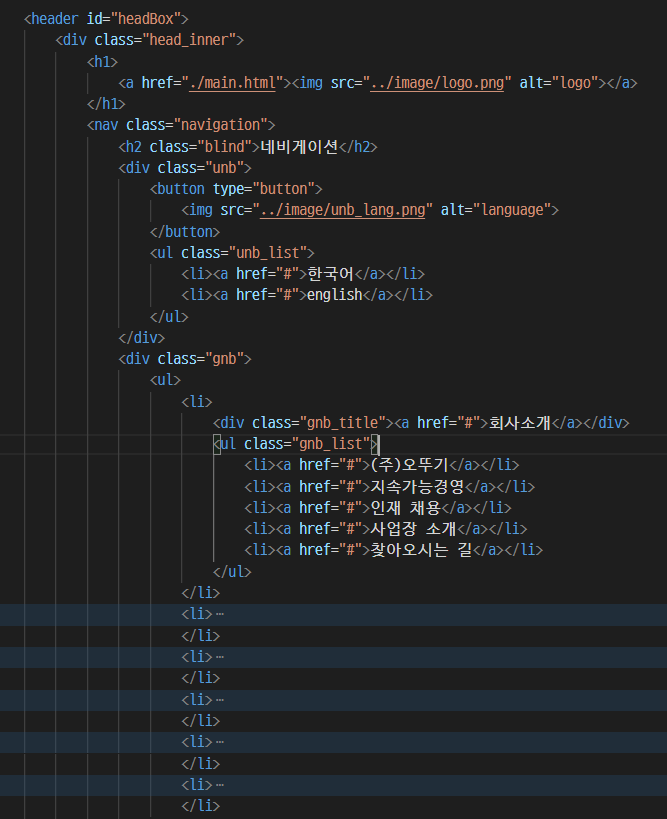 <header id="headBox">
<div class="head_inner">
<h1>
<a href="./main.html"><img src="../image/logo.png" alt="logo"></a>
</h1>
<nav class="navigation">
<h2 class="blind">네비게이션</h2>
<div class="unb">
<button type="button">
<img src="../image/unb_lang.png" alt="language">
</button>
<ul class="unb_list">
<li><a href="#">한국어</a></li>
<li><a href="#">english</a></li>
</ul>
</div>
<div class="gnb">
<ul>
<li>
<div class="gnb_title"><a href="#">회사소개</a></div>
<ul class="gnb_list">
<li><a href="#">(주)오뚜기</a></li>
<li><a href="#">지속가능경영</a></li>
<li><a href="#">인재 채용</a></li>
<li><a href="#">사업장 소개</a></li>
<li><a href="#">찾아오시는 길</a></li>
</ul>
</li>
<li>…
</li>
<li>…
</li>
<li>…
</li>
<li>…
</li>
<li>…
</li>